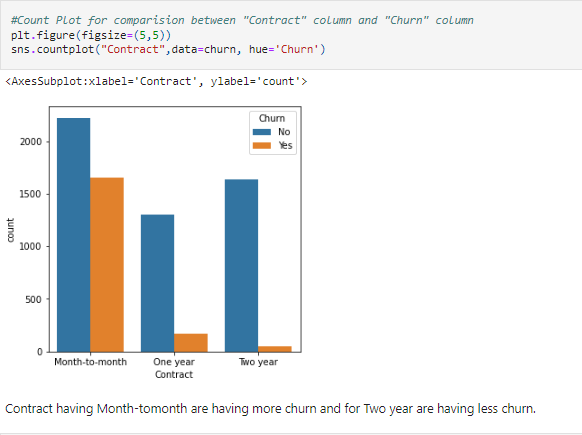 #Count Plot for comparision between "Contract" column and "Churn" column
plt.figure(figsize=(5,5))
sns.countplot("Contract",data=churn, hue='Churn')
<AxesSubplot:xlabel='Contract', ylabel='count'>
Churn
No
Yes
2000
1500
1000
500
0
count
Month-to-month One year Two year
Contract
Contract having Month-tomonth are having more churn and for Two year are having less churn.